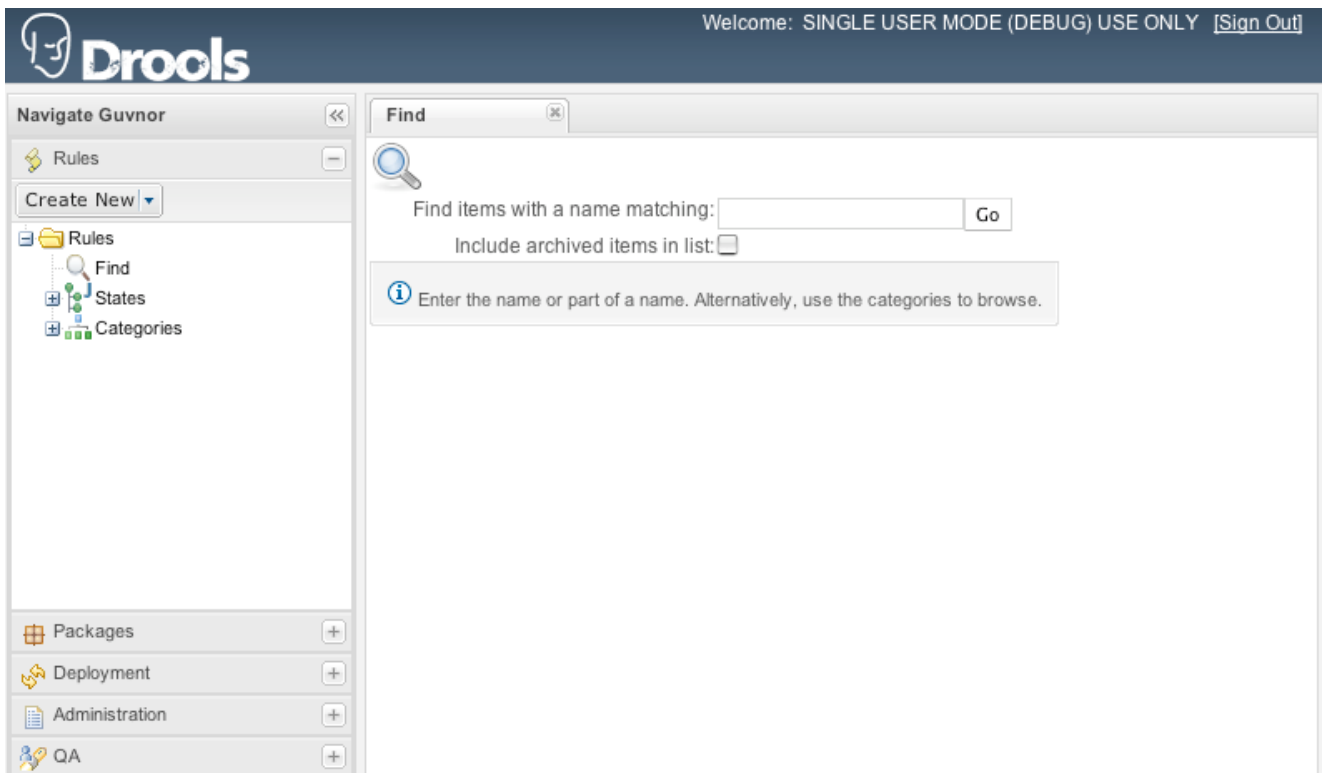 Welcome: SINGLE USER MODE (DEBUG) USE ONLY [Sign Out]
Drools
Navigate Guvnor
Rules
Create New
Rules
Find
States
Categories
Packages
Deployment
Administration
QA
Find
Find items with a name matching:
Go
Include archived items in list:
Enter the name or part of a name. Alternatively, use the categories to browse.